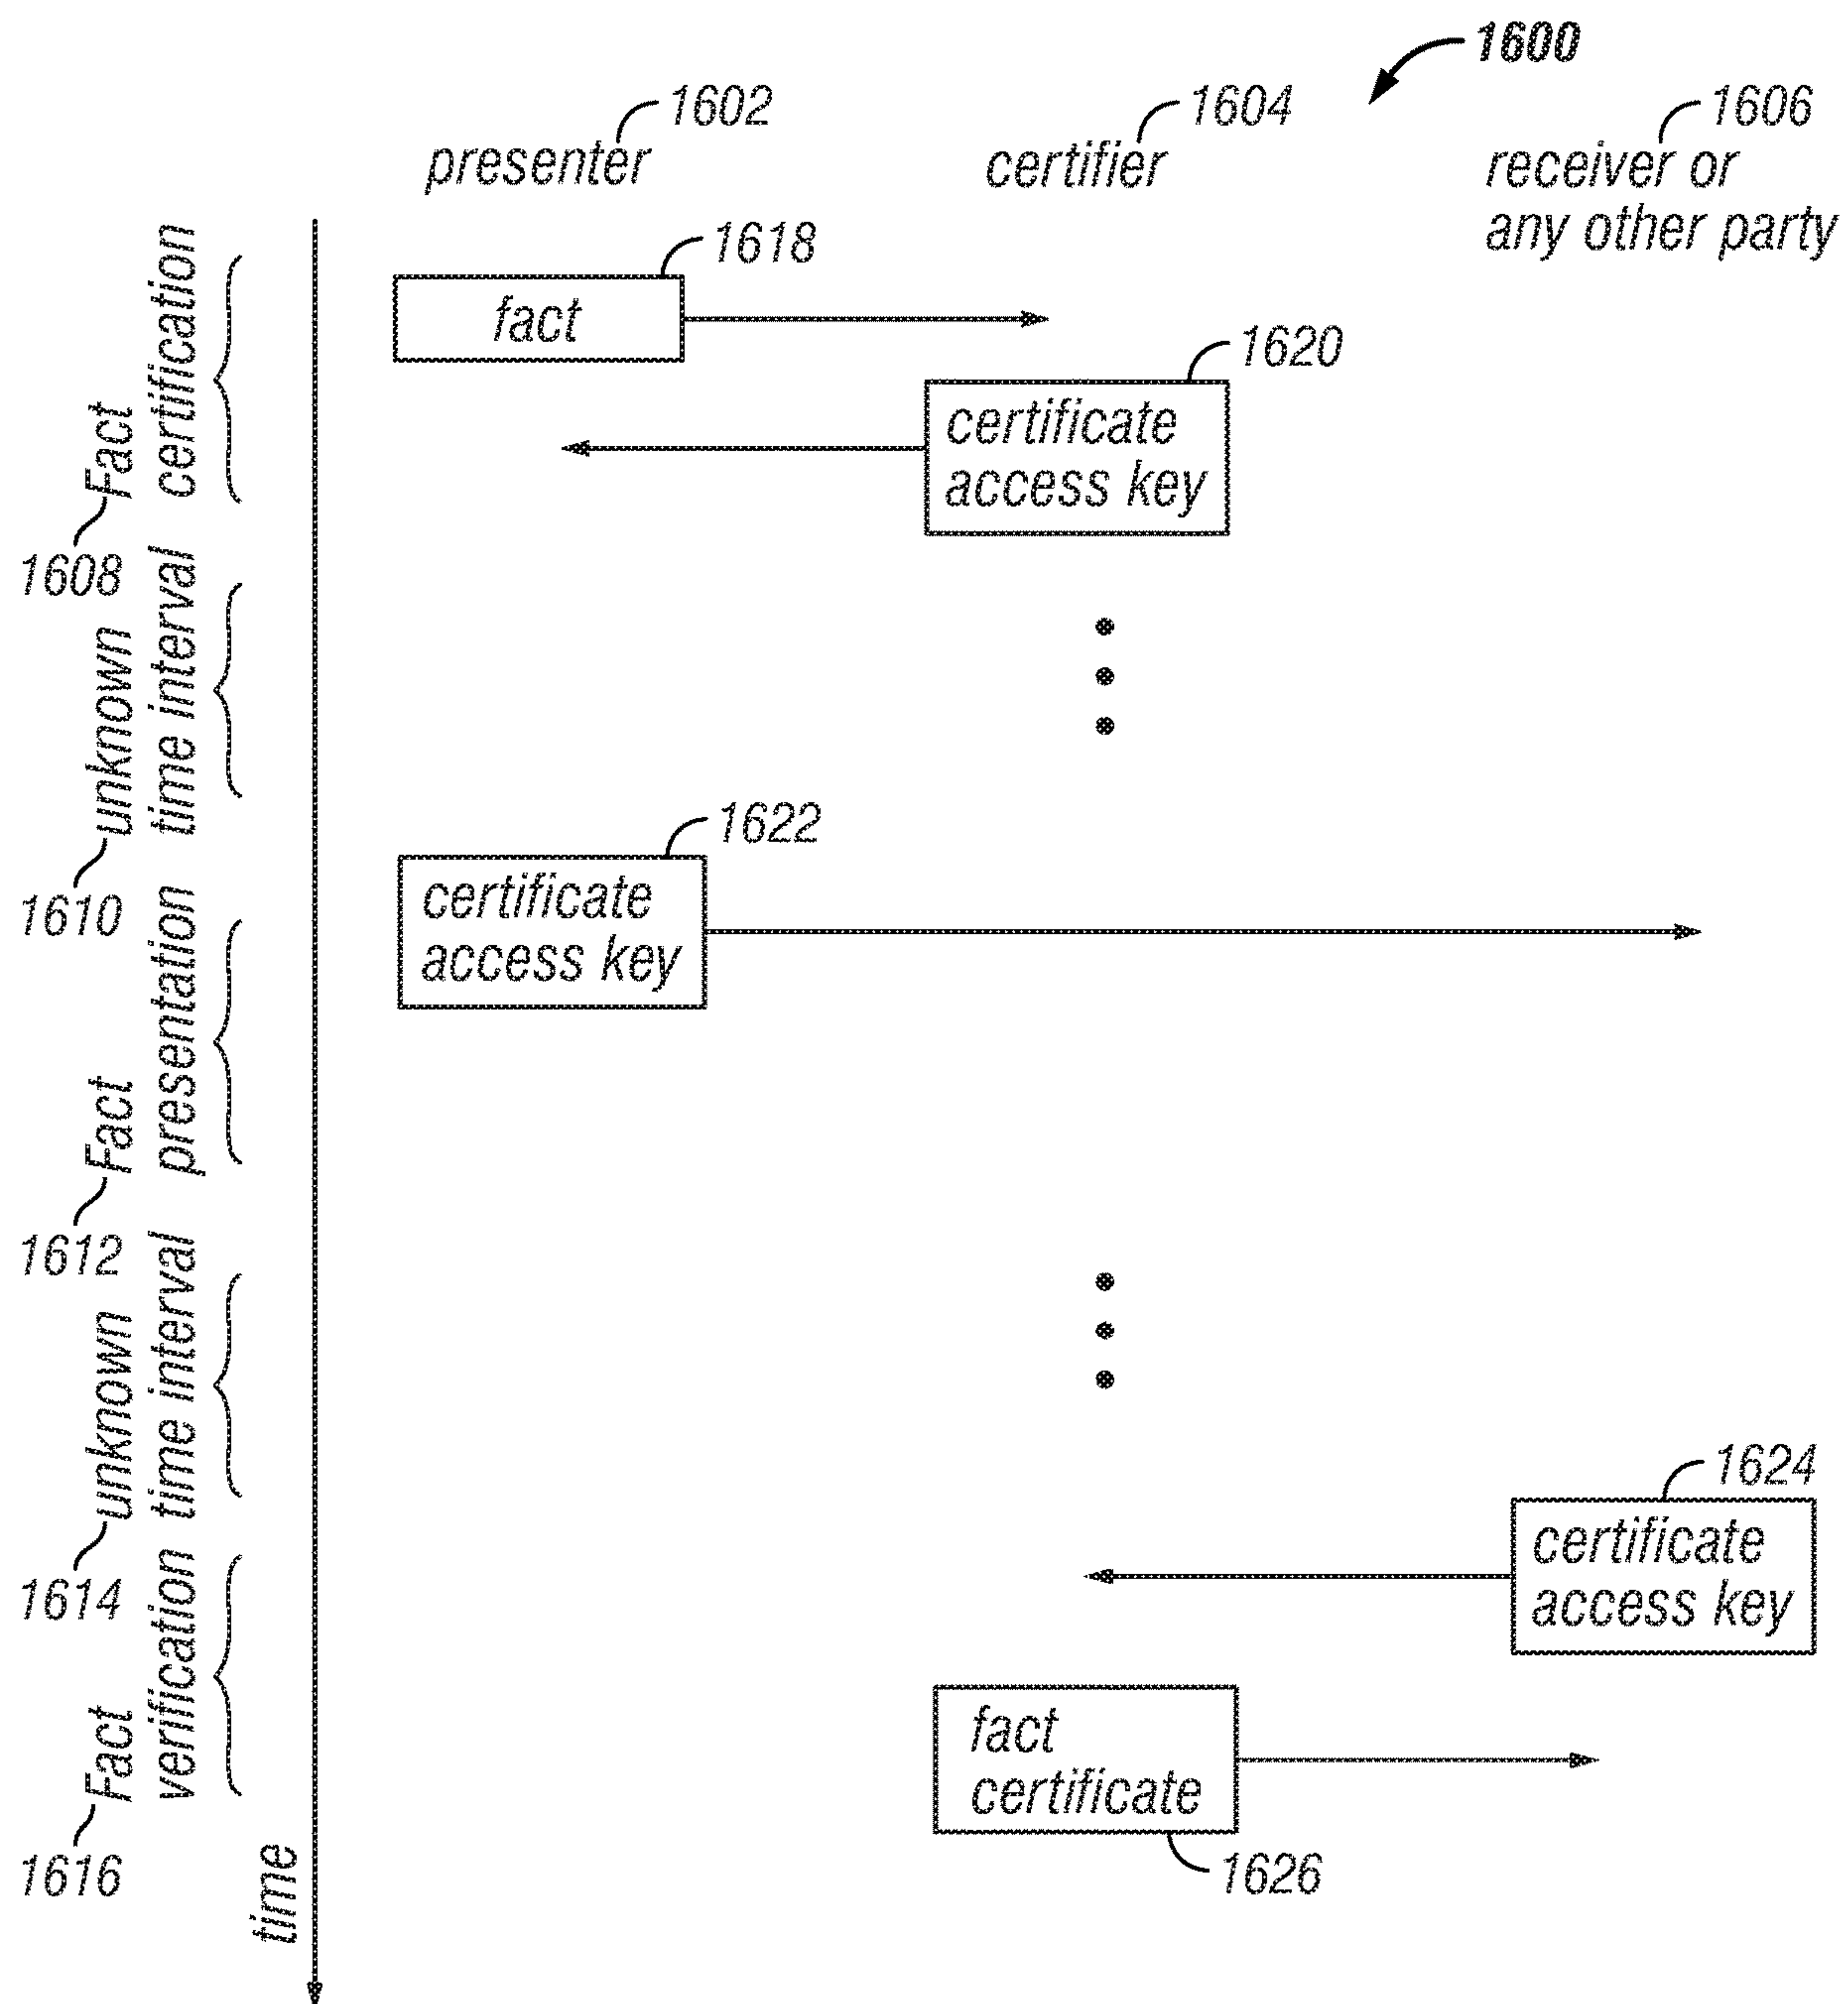 1600
1602
1604
1606
presenter
certifier
receiver or
any other party
1618
fact
1620
certificate
access key
Fact
certification
1608
unknown
time interval
1610
1622
certificate
access key
Fact
presentation
1612
unknown
time interval
1614
1624
certificate
access key
Fact
verification
1616
fact
certificate
1626
time